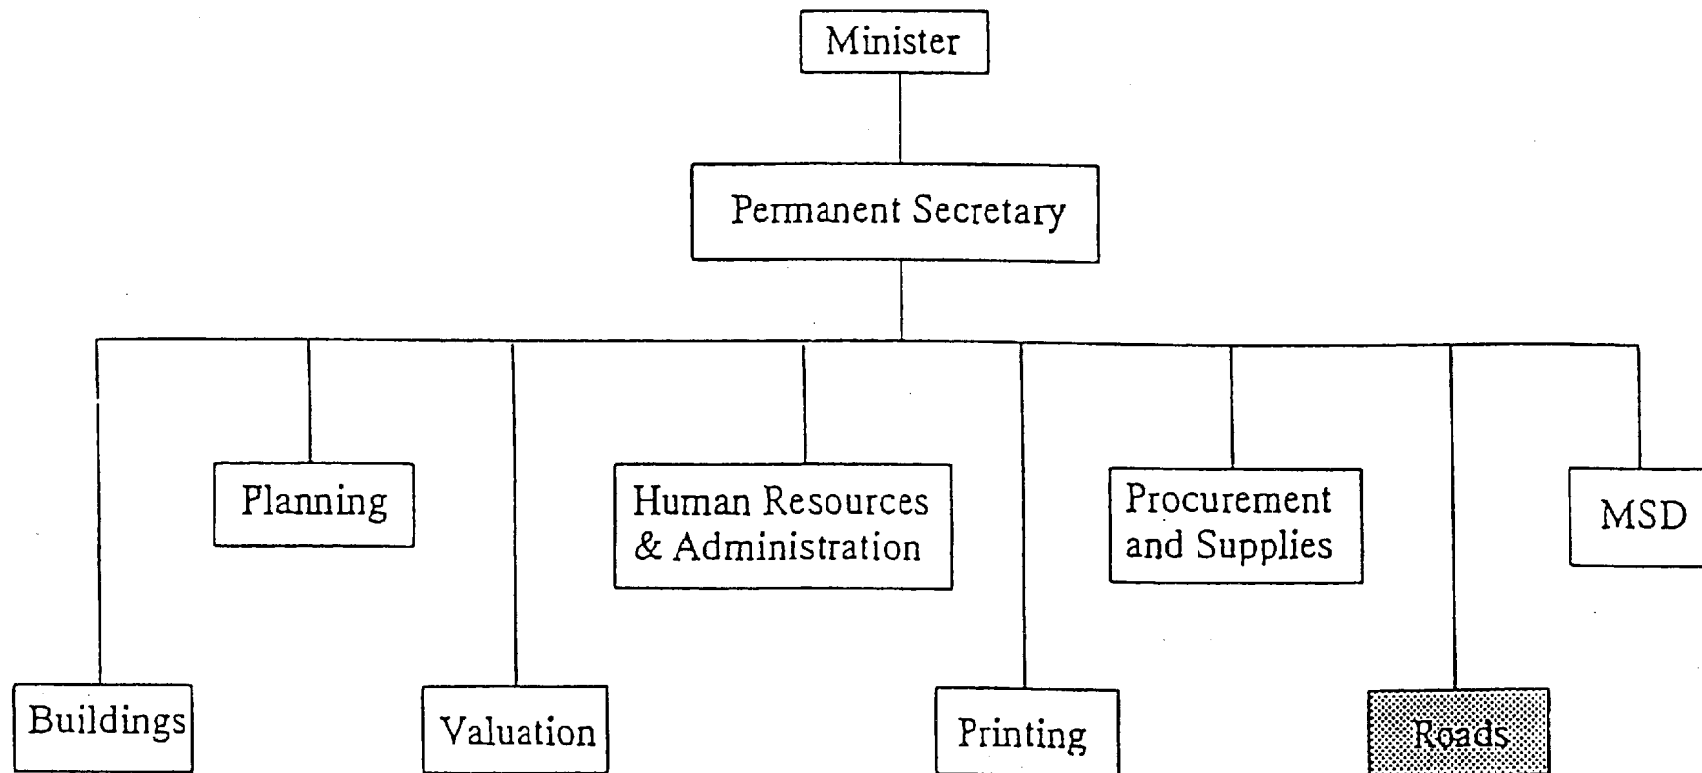 Minister
Permanent Secretary
Planning
Human Resources
& Administration
Procurement
and Supplies
MSD
Buildings
Valuation
Printing
Roads